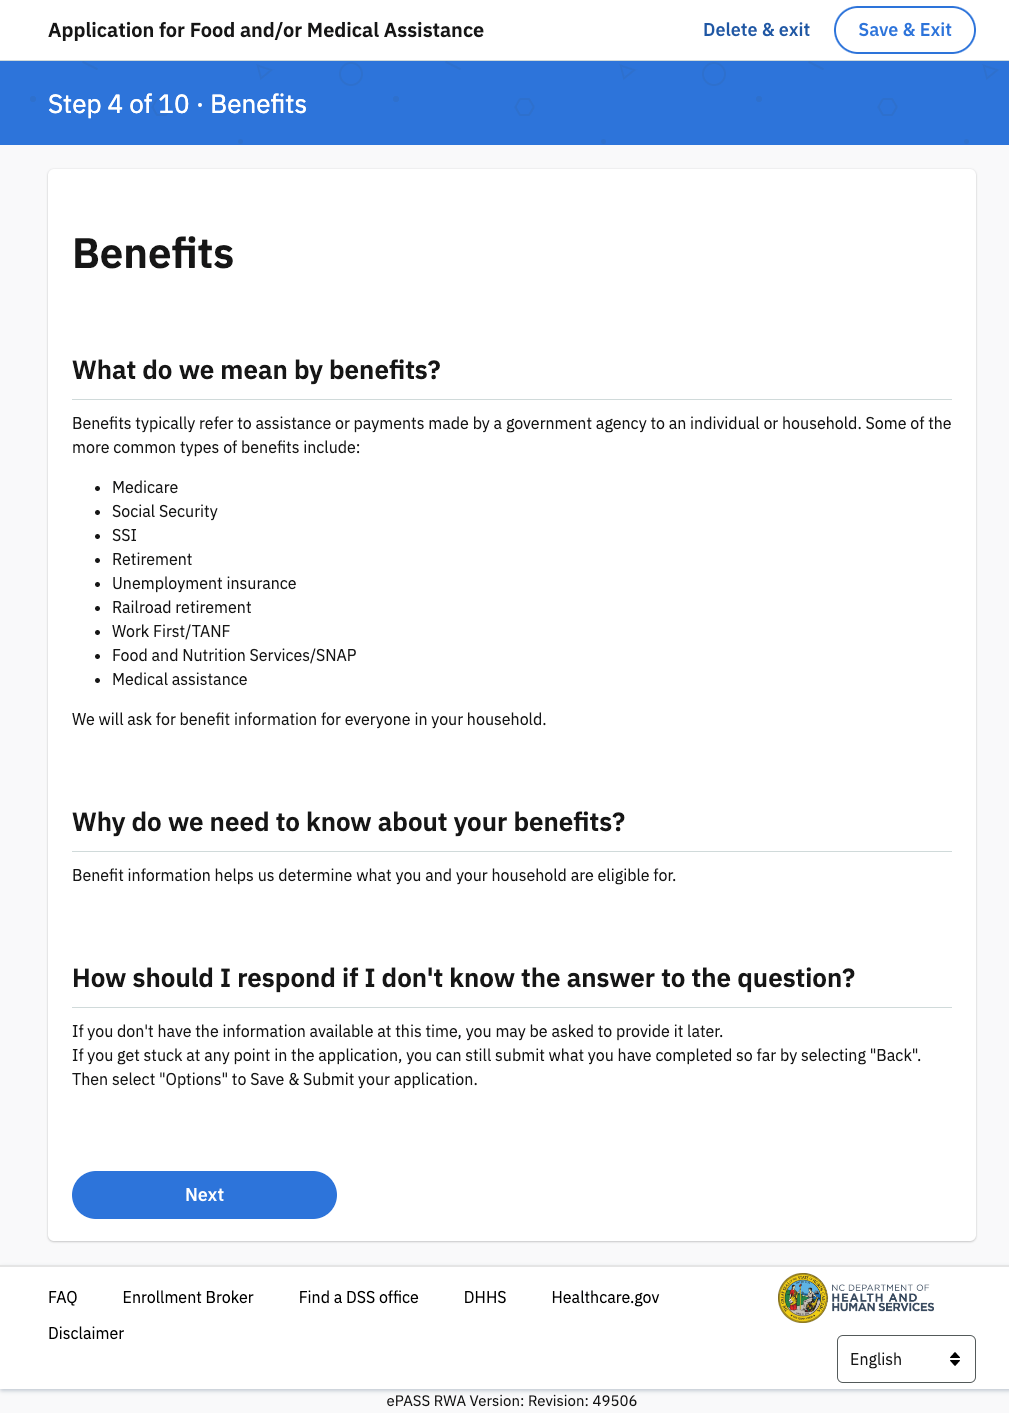 Application for Food and/or Medical Assistance
Delete & exit
Save & Exit
Step 4 of 10 · Benefits
Benefits
What do we mean by benefits?
Benefits typically refer to assistance or payments made by a government agency to an individual or household. Some of the
more common types of benefits include:
• Medicare
• Social Security
• SSI
• Retirement
• Unemployment insurance
• Railroad retirement
• Work First/TANF
• Food and Nutrition Services/SNAP
• Medical assistance
We will ask for benefit information for everyone in your household.
Why do we need to know about your benefits?
Benefit information helps us determine what you and your household are eligible for.
How should I respond if I don't know the answer to the question?
If you don't have the information available at this time, you may be asked to provide it later.
If you get stuck at any point in the application, you can still submit what you have completed so far by selecting "Back".
Then select "Options" to Save & Submit your application.
Next
FAQ
Enrollment Broker
Find a DSS office
DHHS
Healthcare.gov
Disclaimer
NC DEPARTMENT OF
HEALTH AND
HUMAN SERVICES
English
ePASS RWA Version: Revision: 49506